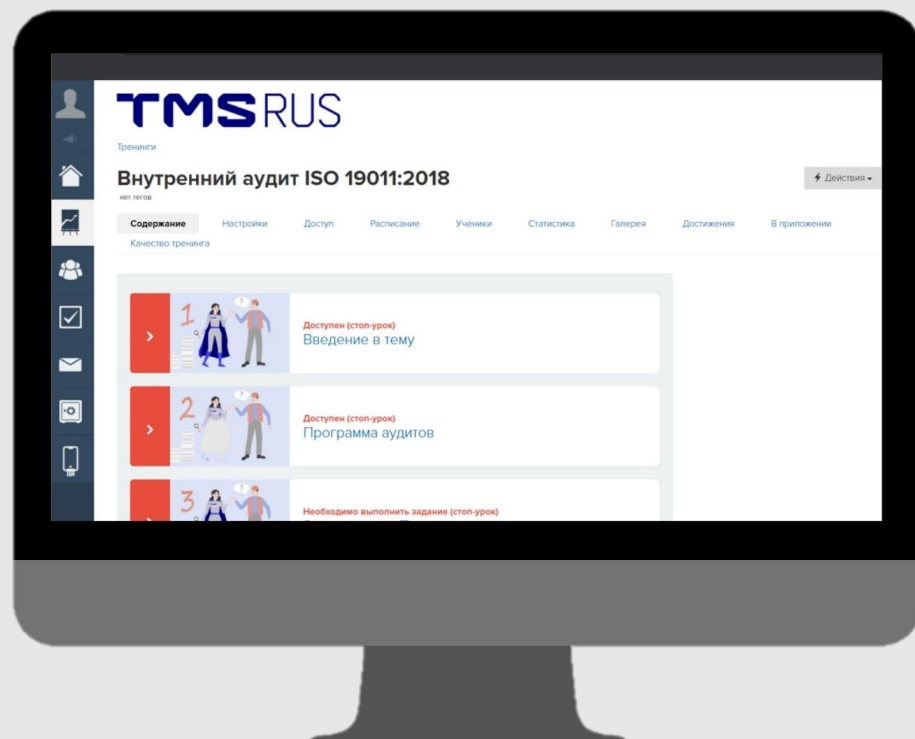 TMSRUS
Тренинги
Внутренний аудит ISO 19011:2018
нет тегов
Действия
Содержание Настройки Доступ Расписание Ученики Статистика Галерея Достижения В приложении
Качество тренинга
1
Доступен (стоп-урок)
Введение в тему
2
Доступен (стоп-урок)
Программа аудитов
3
Необходимо выполнить задание (стоп-урок)